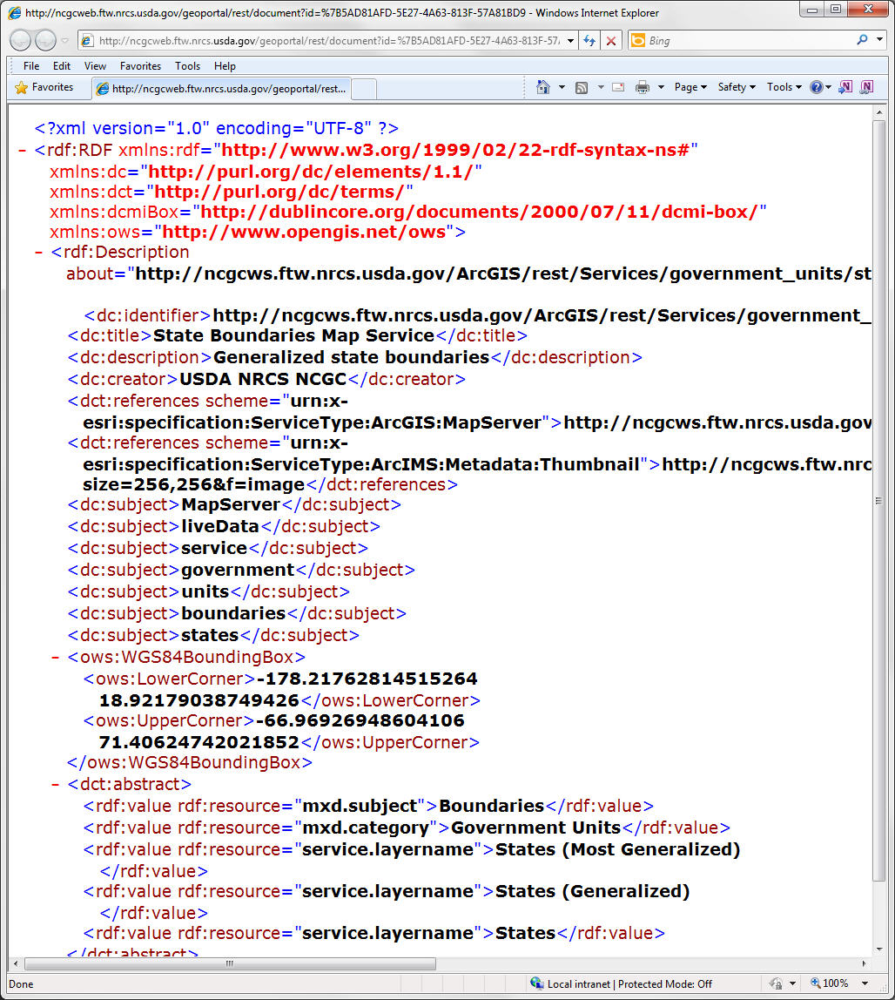 http://ncgcweb.ftw.nrcs.usda.gov/geoportal/rest/document?id=%7B5AD81AFD-5E27-4A63-813F-57A81BD9 - Windows Internet Explorer
http://ncgcweb.ftw.nrcs.usda.gov/geoportal/rest/document?id=%7B5AD81AFD-5E27-4A63-813F-57A
Bing
File Edit View Favorites Tools Help
Favorites
http://ncgcweb.ftw.nrcs.usda.gov/geoportal/rest...
Page Safety Tools
<?xml version="1.0" encoding="UTF-8" ?>
- <rdf:RDF xmlns:rdf="http://www.w3.org/1999/02/22-rdf-syntax-ns#"
xmlns:dc="http://purl.org/dc/elements/1.1/"
xmlns:dct="http://purl.org/dc/terms/"
xmlns:dcmiBox="http://dublincore.org/documents/2000/07/11/dcmi-box/"
xmlns:ows="http://www.opengis.net/ows">
- <rdf:Description
about="http://ncgcws.ftw.nrcs.usda.gov/ArcGIS/rest/Services/government_units/st
<dc:identifier>http://ncgcws.ftw.nrcs.usda.gov/ArcGIS/rest/Services/government_
<dc:title>State Boundaries Map Service</dc:title>
<dc:description>Generalized state boundaries</dc:description>
<dc:creator>USDA NRCS NCGC</dc:creator>
<dct:references scheme="urn:x-
esri:specification:ServiceType:ArcGIS:MapServer">http://ncgcws.ftw.nrcs.usda.gov
<dct:references scheme="urn:x-
esri:specification:ServiceType:ArcIMS:Metadata:Thumbnail">http://ncgcws.ftw.nrc
size=256,256&f=image</dct:references>
<dc:subject>MapServer</dc:subject>
<dc:subject>liveData</dc:subject>
<dc:subject>service</dc:subject>
<dc:subject>government</dc:subject>
<dc:subject>units</dc:subject>
<dc:subject>boundaries</dc:subject>
<dc:subject>states</dc:subject>
- <ows:WGS84BoundingBox>
<ows:LowerCorner>-178.21762814515264
18.92179038749426</ows:LowerCorner>
<ows:UpperCorner>-66.96926948604106
71.40624742021852</ows:UpperCorner>
</ows:WGS84BoundingBox>
- <dct:abstract>
<rdf:value rdf:resource="mxd.subject">Boundaries</rdf:value>
<rdf:value rdf:resource="mxd.category">Government Units</rdf:value>
<rdf:value rdf:resource="service.layername">States (Most Generalized)
</rdf:value>
<rdf:value rdf:resource="service.layername">States (Generalized)
</rdf:value>
<rdf:value rdf:resource="service.layername">States</rdf:value>
</dct:abstract>
Done
Local intranet | Protected Mode: Off
100%